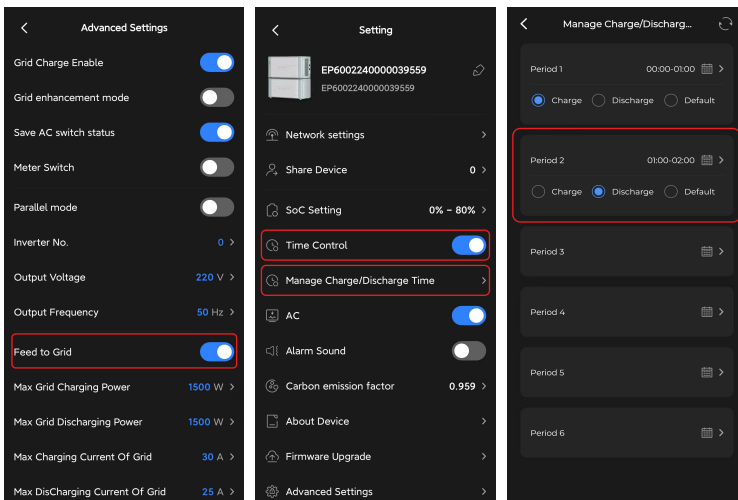 Advanced Settings
Grid Charge Enable
Grid enhancement mode
Save AC switch status
Meter Switch
Parallel mode
Inverter No. 0
Output Voltage 220 V
Output Frequency 50 Hz
Feed to Grid
Max Grid Charging Power 1500 W
Max Grid Discharging Power 1500 W
Max Charging Current Of Grid 30 A
Max DisCharging Current Of Grid 25 A
Setting
EP6002240000039559
EP6002240000039559
Network settings
Share Device 0
SoC Setting 0% - 80%
Time Control
Manage Charge/Discharge Time
AC
Alarm Sound
Carbon emission factor 0.959
About Device
Firmware Upgrade
Advanced Settings
Manage Charge/Discharg...
Period 1 00:00-01:00
Charge Discharge Default
Period 2 01:00-02:00
Charge Discharge Default
Period 3
Period 4
Period 5
Period 6